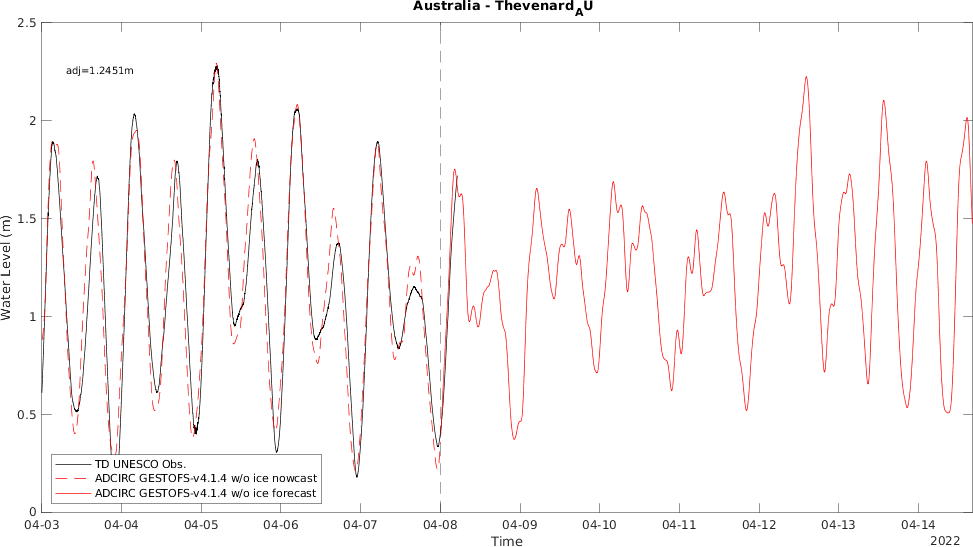 Australia - Thevenard_AU
adj=1.2451m
2.5
2
1.5
1
0.5
0
Water Level (m)
TD UNESCO Obs.
ADCIRC GESTOFS-v4.1.4 w/o ice nowcast
ADCIRC GESTOFS-v4.1.4 w/o ice forecast
04-03 04-04 04-05 04-06 04-07 04-08 04-09 04-10 04-11 04-12 04-13 04-14
Time
2022